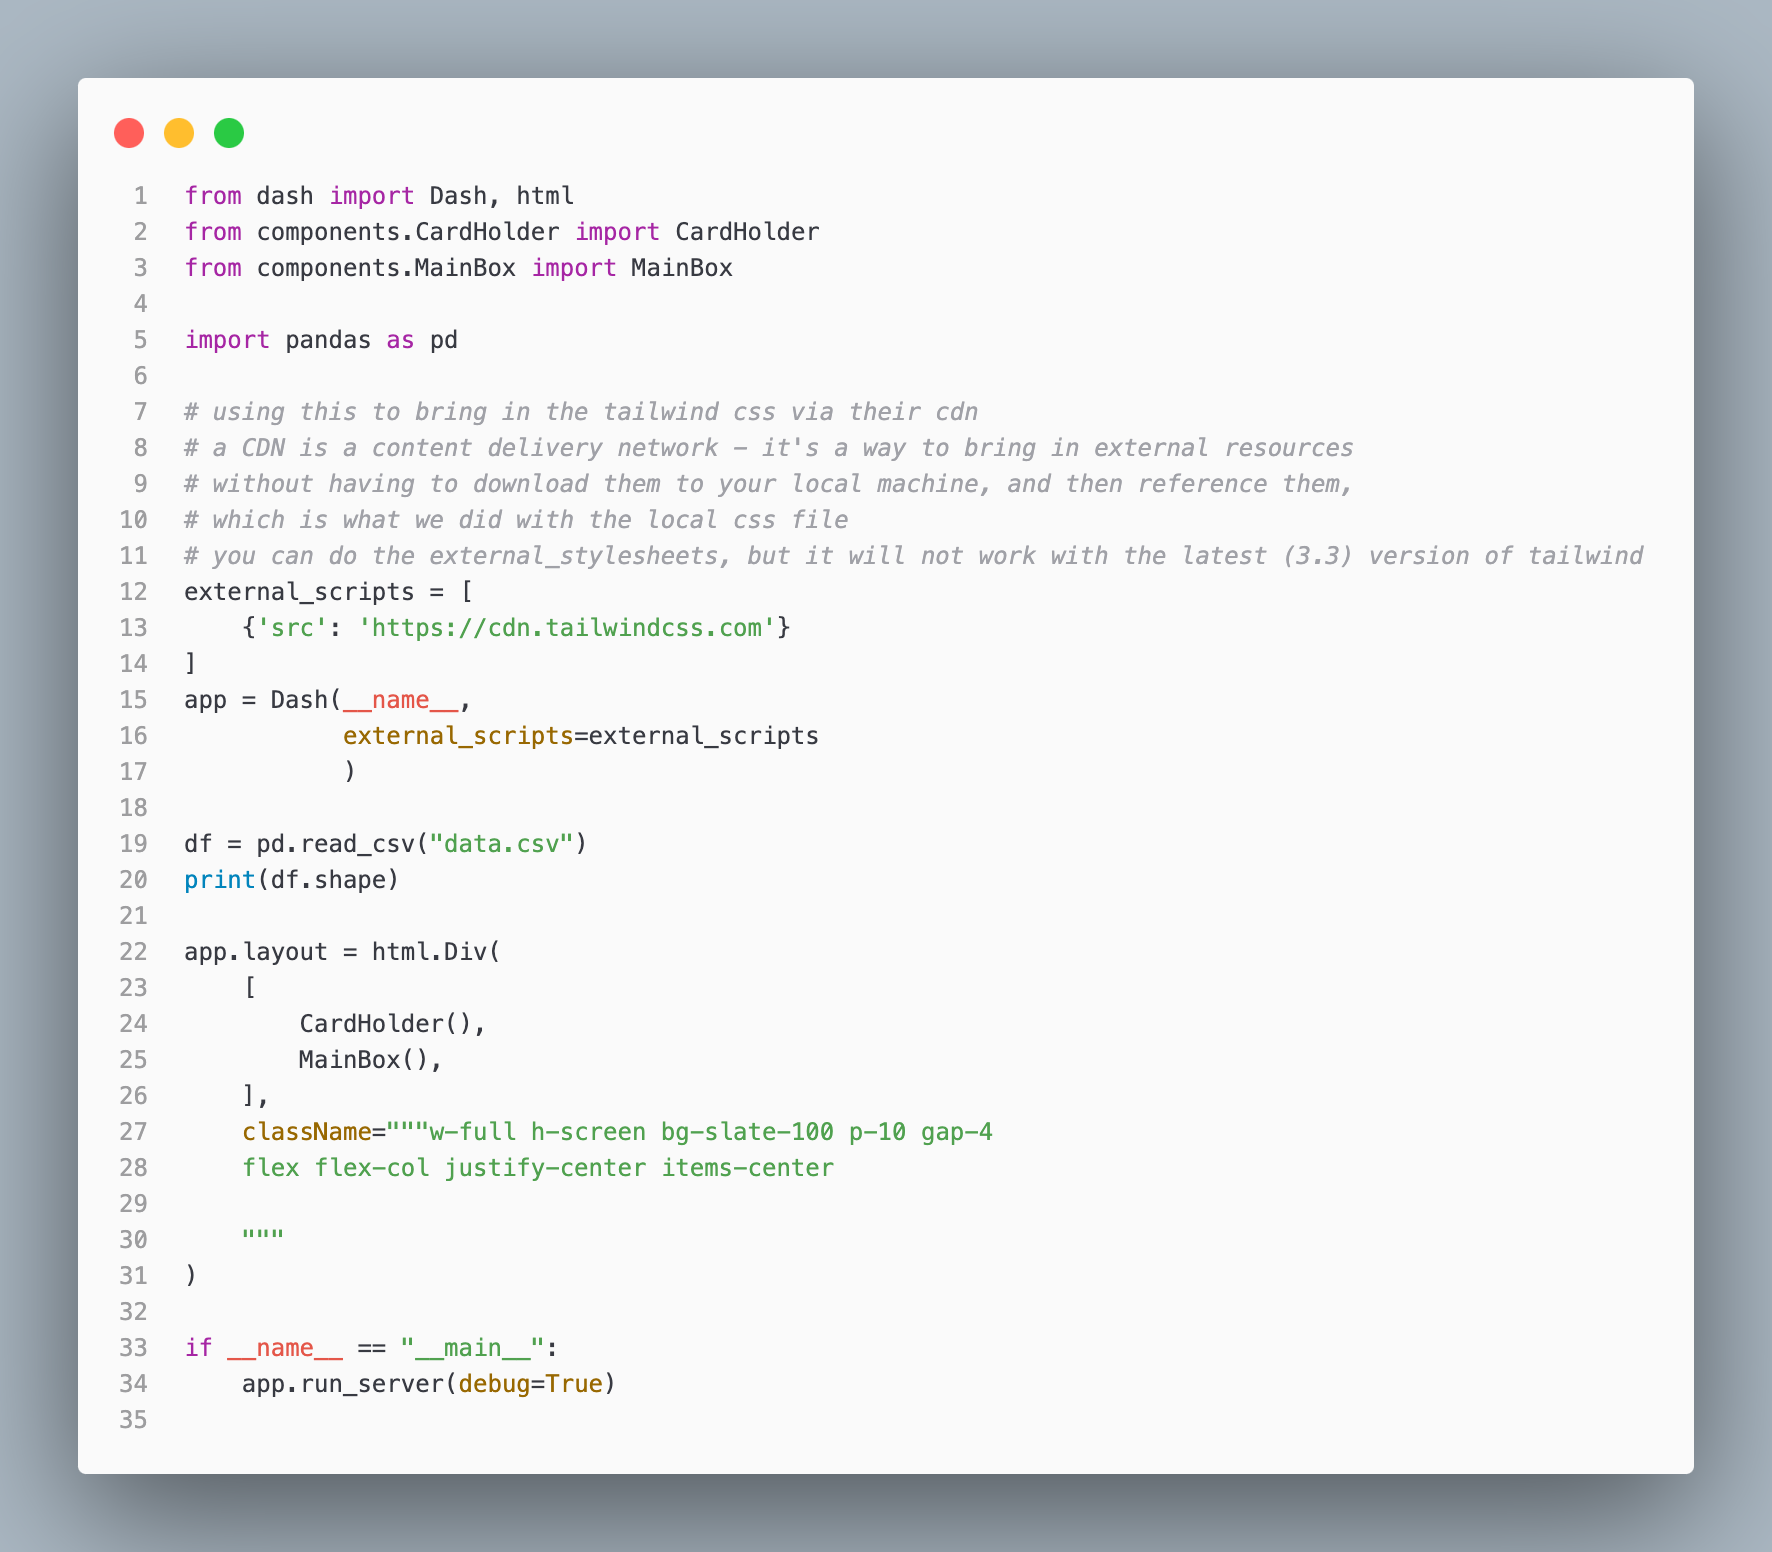 1 from dash import Dash, html
2 from components.CardHolder import CardHolder
3 from components.MainBox import MainBox
4
5 import pandas as pd
6
7 # using this to bring in the tailwind css via their cdn
8 # a CDN is a content delivery network – it's a way to bring in external resources
9 # without having to download them to your local machine, and then reference them,
10 # which is what we did with the local css file
11 # you can do the external_stylesheets, but it will not work with the latest (3.3) version of tailwind
12 external_scripts = [
13     {'src': 'https://cdn.tailwindcss.com'}
14 ]
15 app = Dash(__name__,
16            external_scripts=external_scripts
17            )
18
19 df = pd.read_csv("data.csv")
20 print(df.shape)
21
22 app.layout = html.Div(
23     [
24         CardHolder(),
25         MainBox(),
26     ],
27     className="""w-full h-screen bg-slate-100 p-10 gap-4
28     flex flex-col justify-center items-center
29
30     """
31 )
32
33 if __name__ == "__main__":
34     app.run_server(debug=True)
35